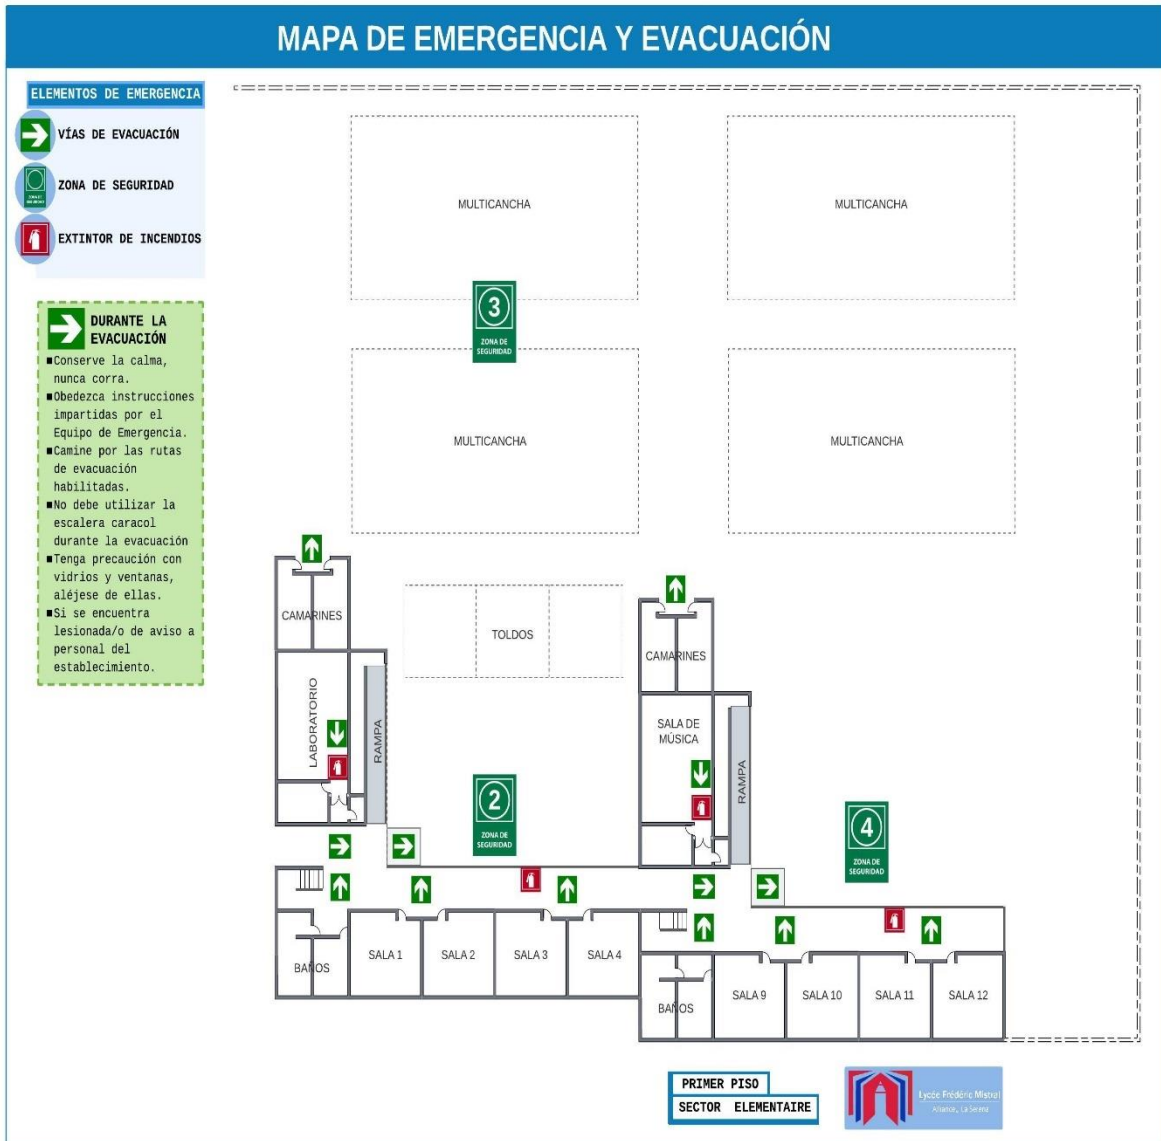 MAPA DE EMERGENCIA Y EVACUACIÓN
ELEMENTOS DE EMERGENCIA
VÍAS DE EVACUACIÓN
ZONA DE
SEGURIDAD
ZONA DE SEGURIDAD
EXTINTOR DE INCENDIOS
DURANTE LA
EVACUACIÓN
■Conserve la calma,
nunca corra.
■Obedezca instrucciones
impartidas por el
Equipo de Emergencia.
■Camine por las rutas
de evacuación
habilitadas.
■No debe utilizar la
escalera caracol
durante la evacuación
■Tenga precaución con
vidrios y ventanas,
aléjese de ellas.
■Si se encuentra
lesionada/o de aviso a
personal del
establecimiento.
MULTICANCHA
MULTICANCHA
3
ZONA DE
SEGURIDAD
MULTICANCHA
MULTICANCHA
CAMARINES
TOLDOS
CAMARINES
LABORATORIO
RAMPA
SALA DE
MÚSICA
RAMPA
2
ZONA DE
SEGURIDAD
4
ZONA DE
SEGURIDAD
BAÑOS
SALA 1
SALA 2
SALA 3
SALA 4
BAÑOS
SALA 9
SALA 10
SALA 11
SALA 12
PRIMER PISO
SECTOR ELEMENTAIRE
Lycée Frédéric Mistral
Alliance, La Serena